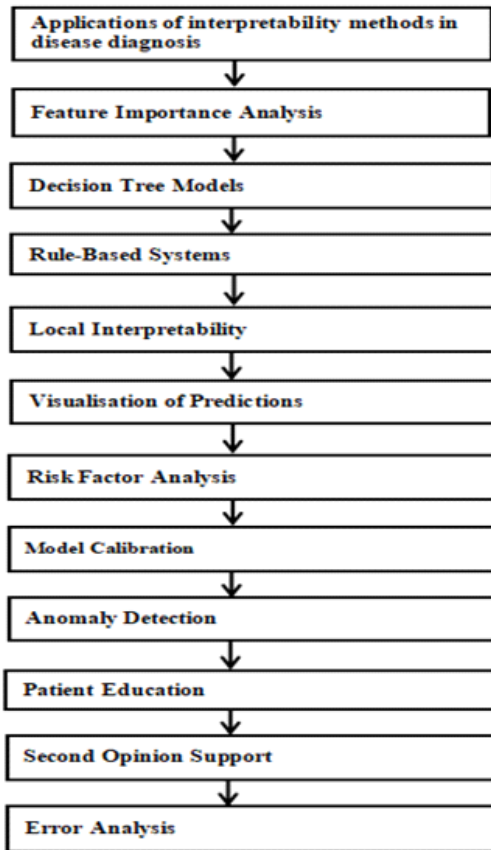 Applications of interpretability methods in
disease diagnosis
Feature Importance Analysis
Decision Tree Models
Rule-Based Systems
Local Interpretability
Visualisation of Predictions
Risk Factor Analysis
Model Calibration
Anomaly Detection
Patient Education
Second Opinion Support
Error Analysis